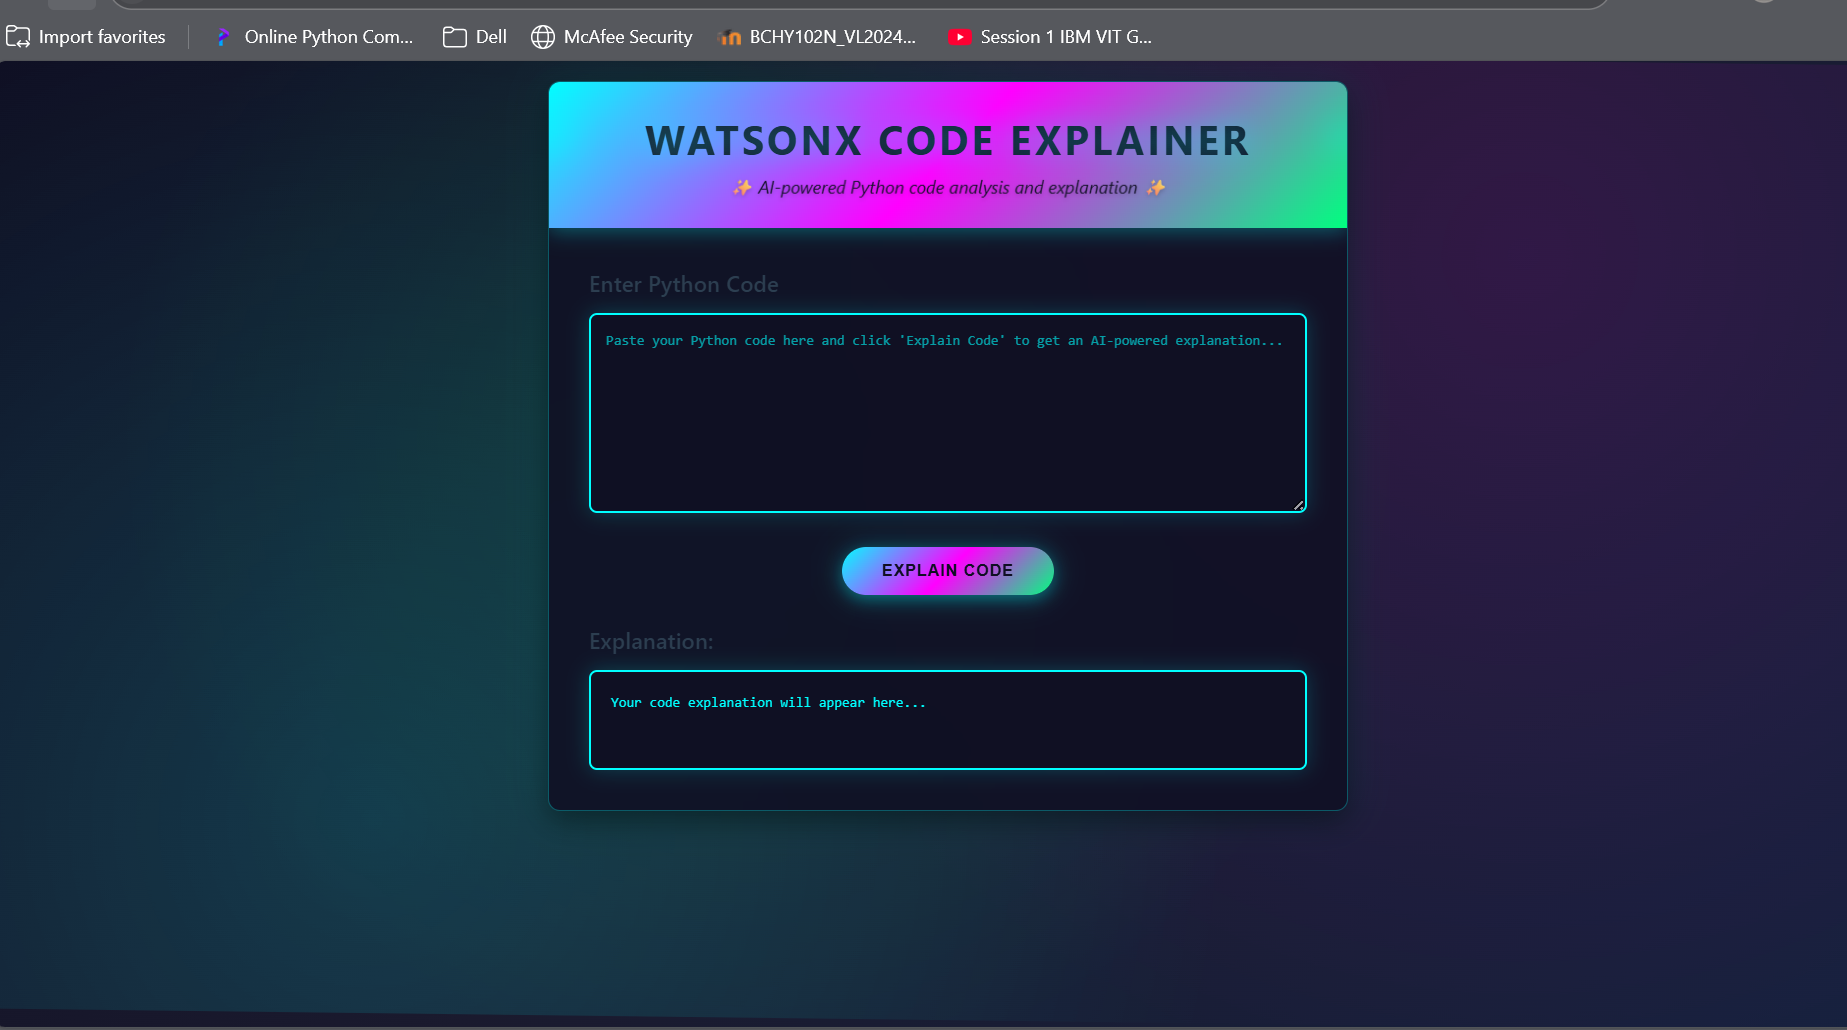 Import favorites
Online Python Com...
Dell
McAfee Security
BCHY102N_VL2024...
Session 1 IBM VIT G...
WATSONX CODE EXPLAINER
✨ AI-powered Python code analysis and explanation ✨
Enter Python Code
Paste your Python code here and click 'Explain Code' to get an AI-powered explanation...
EXPLAIN CODE
Explanation:
Your code explanation will appear here...